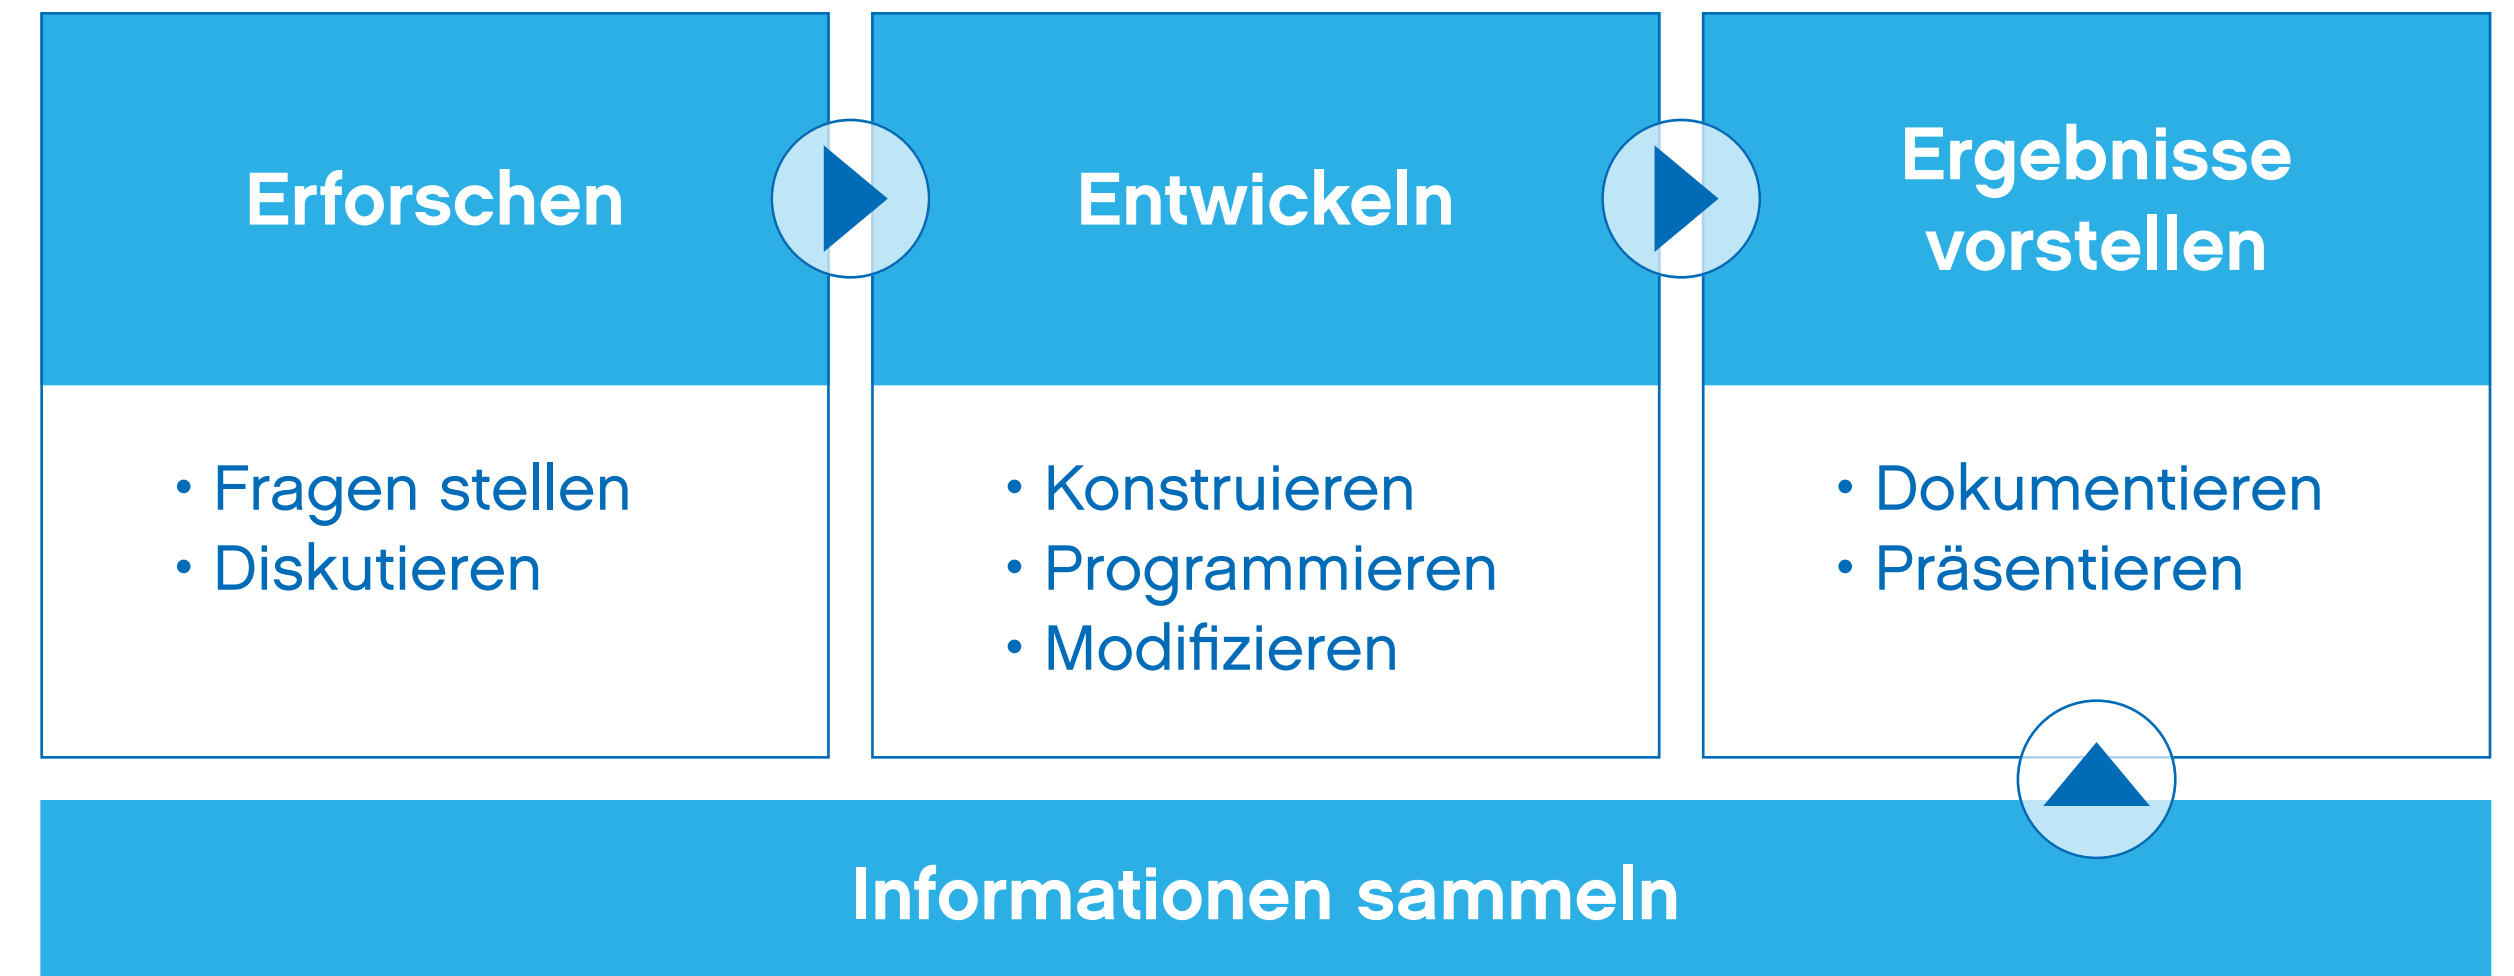 Erforschen
• Fragen stellen
• Diskutieren
Entwickeln
• Konstruieren
• Programmieren
• Modifizieren
Ergebnisse
vorstellen
• Dokumentieren
• Präsentieren
Informationen sammeln